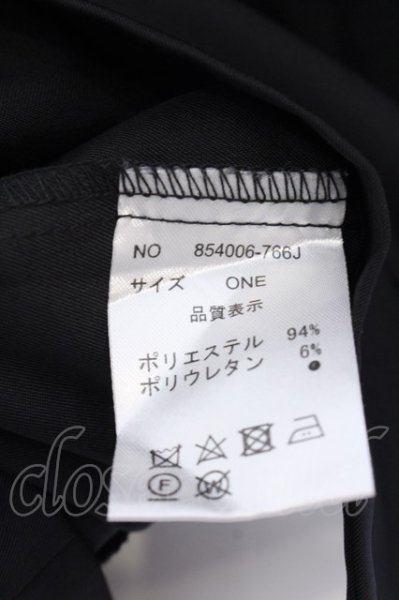 NO 854006-766J
サイズ ONE
品質表示
ポリエステル 94%
ポリウレタン 6%
F W